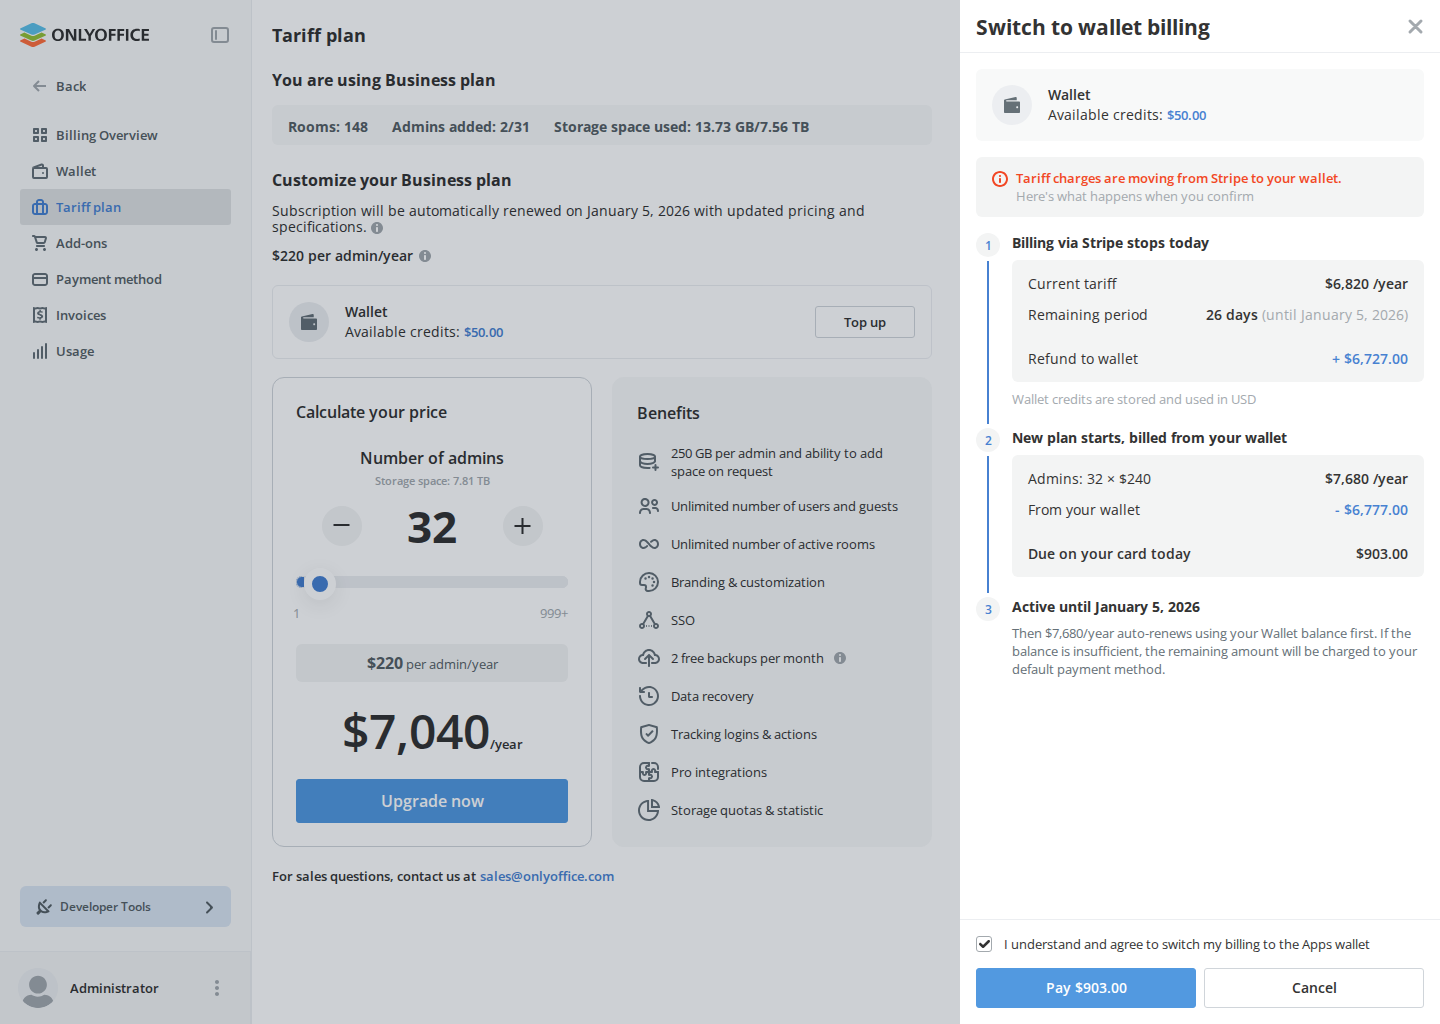 ONLYOFFICE
Back
Billing Overview
Wallet
Tariff plan
Add-ons
Payment method
Invoices
Usage
Developer Tools
Administrator
Tariff plan
You are using Business plan
Rooms: 148 Admins added: 2/31 Storage space used: 13.73 GB/7.56 TB
Customize your Business plan
Subscription will be automatically renewed on January 5, 2026 with updated pricing and
specifications.
$220 per admin/year
Wallet
Available credits: $50.00
Top up
Calculate your price
Number of admins
Storage space: 7.81 TB
32
1 999+
$220 per admin/year
$7,040/year
Upgrade now
Benefits
250 GB per admin and ability to add
space on request
Unlimited number of users and guests
Unlimited number of active rooms
Branding & customization
SSO
2 free backups per month
Data recovery
Tracking logins & actions
Pro integrations
Storage quotas & statistic
For sales questions, contact us at sales@onlyoffice.com
Switch to wallet billing
Wallet
Available credits: $50.00
Tariff charges are moving from Stripe to your wallet.
Here's what happens when you confirm
1 Billing via Stripe stops today
Current tariff $6,820 /year
Remaining period 26 days (until January 5, 2026)
Refund to wallet + $6,727.00
Wallet credits are stored and used in USD
2 New plan starts, billed from your wallet
Admins: 32 × $240 $7,680 /year
From your wallet - $6,777.00
Due on your card today $903.00
3 Active until January 5, 2026
Then $7,680/year auto-renews using your Wallet balance first. If the
balance is insufficient, the remaining amount will be charged to your
default payment method.
I understand and agree to switch my billing to the Apps wallet
Pay $903.00
Cancel